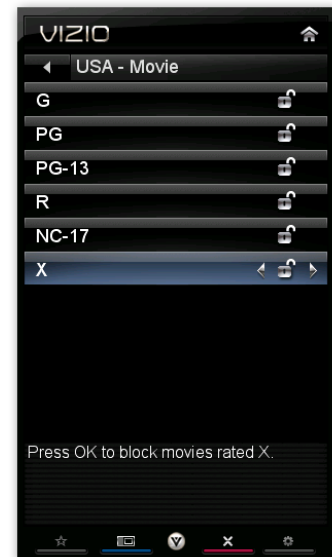 VIZIO
USA - Movie
G
PG
PG-13
R
NC-17
X
Press OK to block movies rated X.
V